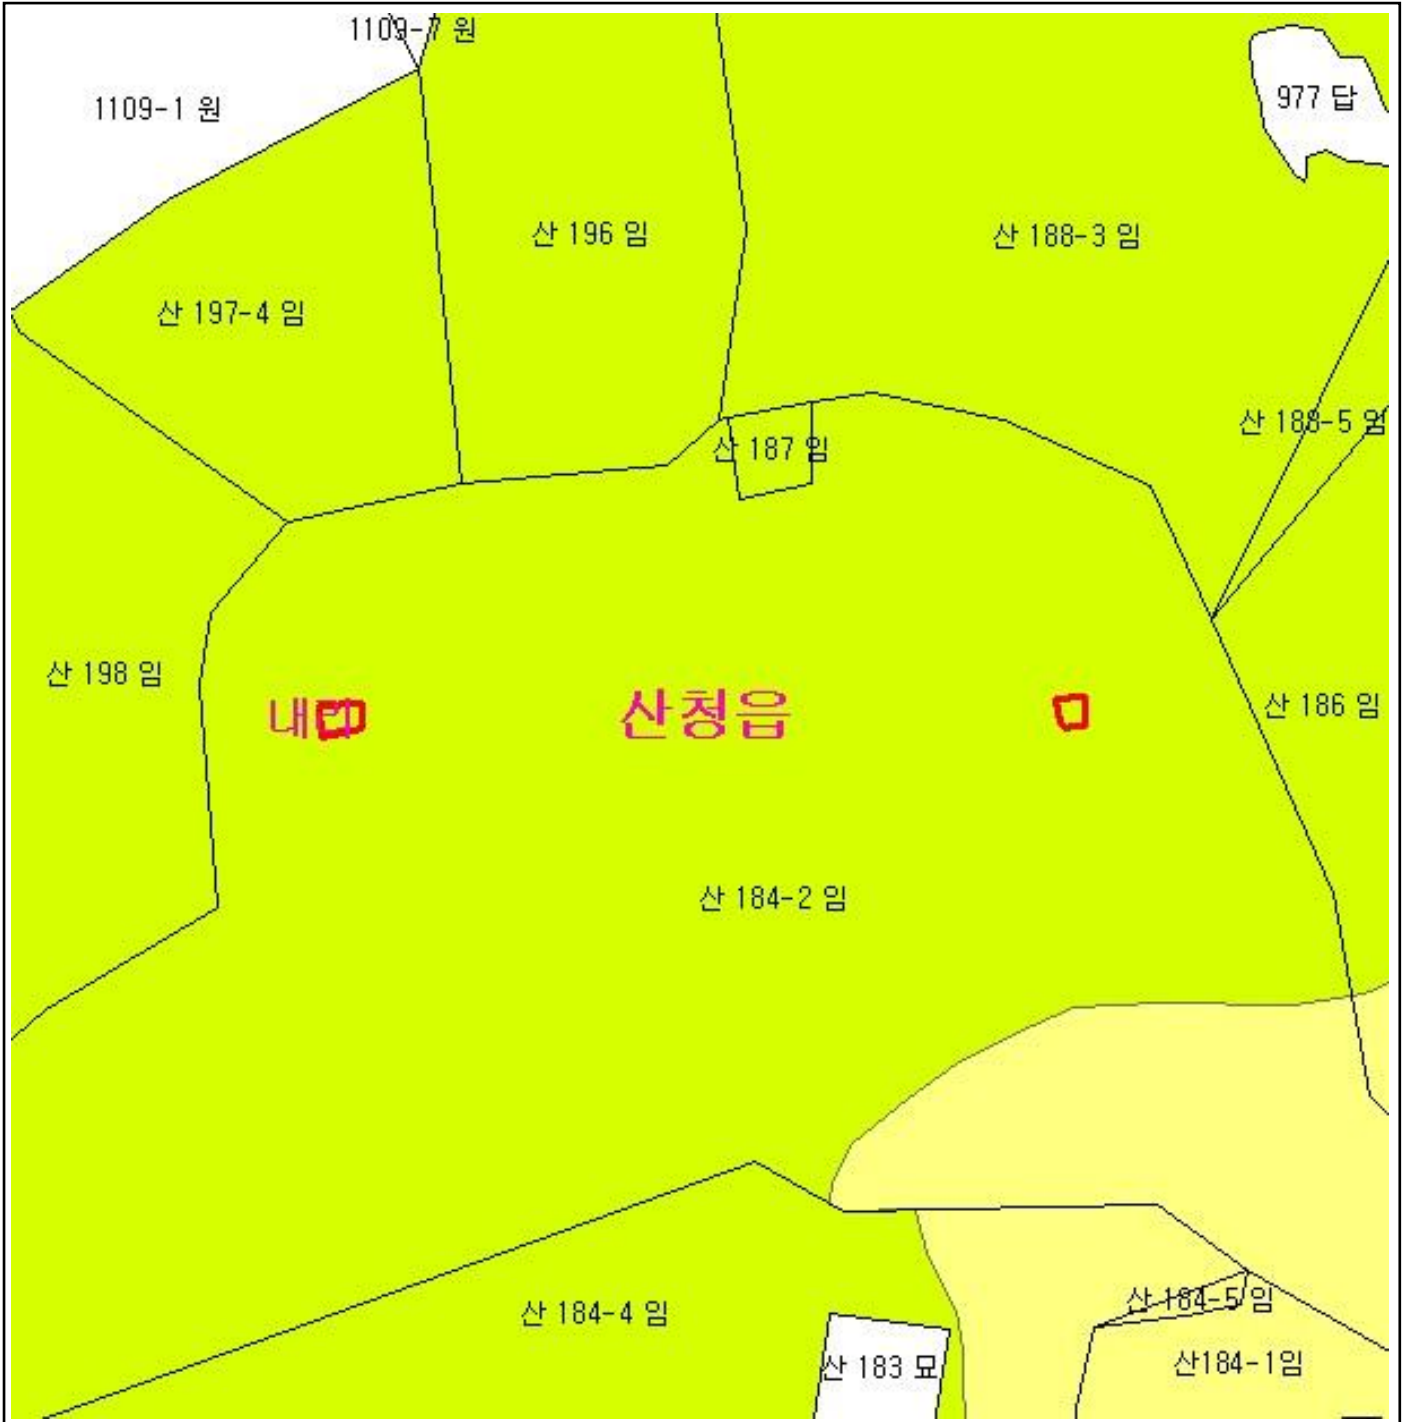 1109-7 원
977 답
1109-1 원
산 196 임
산 188-3 임
산 197-4 임
산 188-5 임
산 187 임
산 198 임
산 186 임
산청읍
산 184-2 임
산 184-5 임
산 184-4 임
산184-1임
산 183 묘